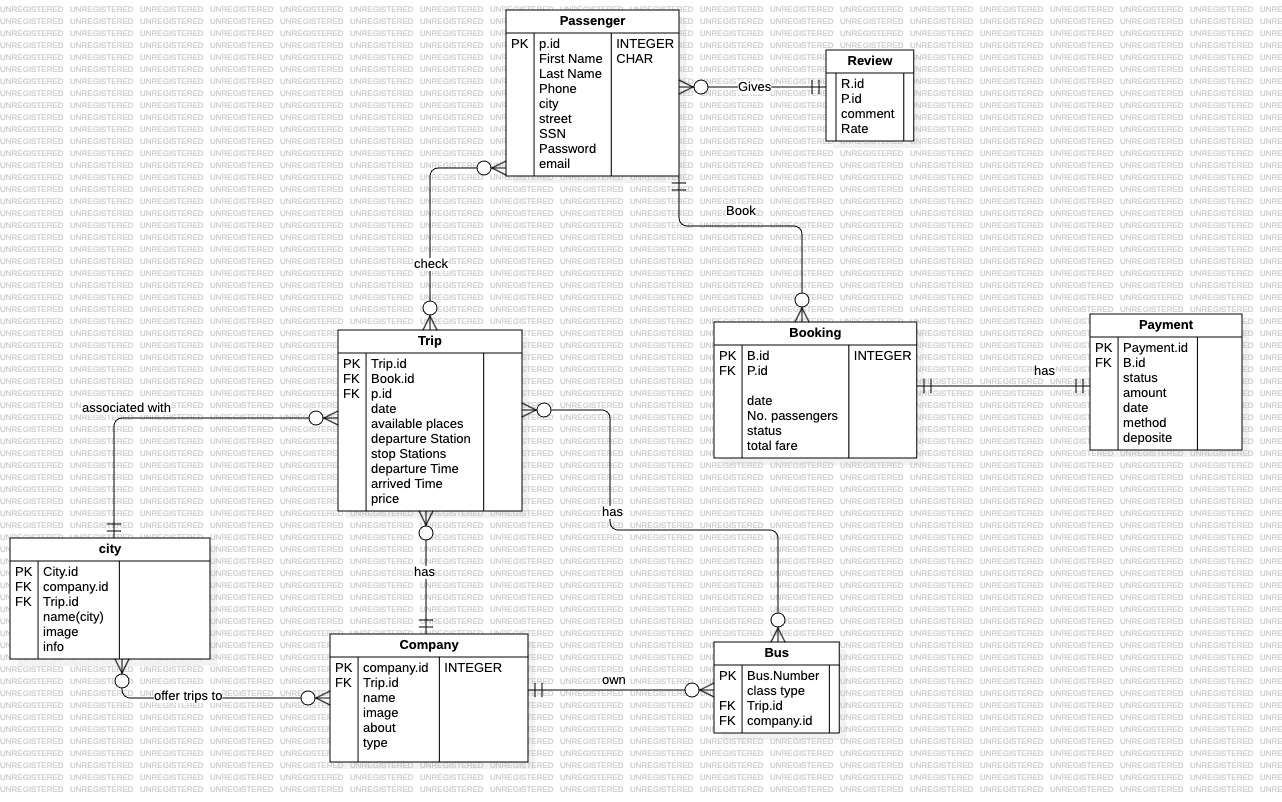 Passenger
PK p.id INTEGER
First Name CHAR
Last Name
Phone
city
street
SSN
Password
email
Gives
Review
R.id
P.id
comment
Rate
Book
check
Trip
PK Trip.id
FK Book.id
FK p.id
date
available places
departure Station
stop Stations
departure Time
arrived Time
price
Booking
PK B.id INTEGER
FK P.id
date
No. passengers
status
total fare
has
Payment
PK Payment.id
FK B.id
status
amount
date
method
deposite
associated with
has
has
city
PK City.id
FK company.id
FK Trip.id
name(city)
image
info
offer trips to
Company
PK company.id INTEGER
FK Trip.id
name
image
about
type
own
Bus
PK Bus.Number
class type
FK Trip.id
FK company.id
UNREGISTERED